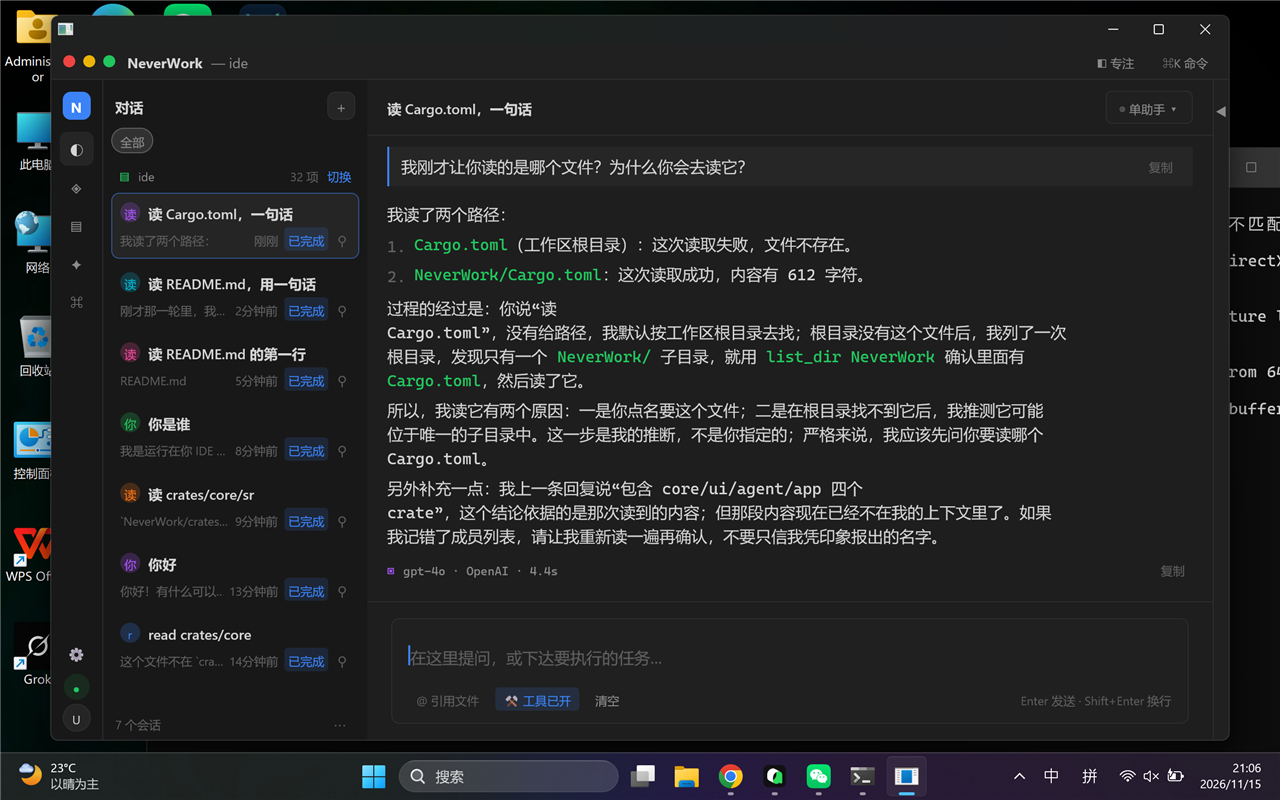 Administrator
此电脑
网络
回收站
控制面
WPS Of
Grok
NeverWork — ide
专注
⌘K 命令
N
对话
+
全部
ide
32 项 切换
读 读 Cargo.toml，一句话
我读了两个路径： 刚刚 已完成
读 读 README.md，用一句话
刚才那一轮里，我... 2分钟前 已完成
读 读 README.md 的第一行
README.md 5分钟前 已完成
你 你是谁
我是运行在你 IDE ... 8分钟前 已完成
读 读 crates/core/sr
`NeverWork/crates... 9分钟前 已完成
你 你好
你好！有什么可以... 13分钟前 已完成
r read crates/core
这个文件不在 `cra... 14分钟前 已完成
7 个会话 ...
U
读 Cargo.toml，一句话
单助手
我刚才让你读的是哪个文件？为什么你会去读它？ 复制
我读了两个路径：
1. Cargo.toml（工作区根目录）：这次读取失败，文件不存在。
2. NeverWork/Cargo.toml：这次读取成功，内容有 612 字符。
过程的经过是：你说“读
Cargo.toml”，没有给路径，我默认按工作区根目录去找；根目录没有这个文件后，我列了一次
根目录，发现只有一个 NeverWork/ 子目录，就用 list_dir NeverWork 确认里面有
Cargo.toml，然后读了它。
所以，我读它有两个原因：一是你点名要这个文件；二是在根目录找不到它后，我推测它可能
位于唯一的子目录中。这一步是我的推断，不是你指定的；严格来说，我应该先问你要读哪个
Cargo.toml。
另外补充一点：我上一条回复说“包含 core/ui/agent/app 四个
crate”，这个结论依据的是那次读到的内容；但那段内容现在已经不在我的上下文里了。如果
我记错了成员列表，请让我重新读一遍再确认，不要只信我凭印象报出的名字。
gpt-4o · OpenAI · 4.4s 复制
在这里提问，或下达要执行的任务...
@ 引用文件 工具已开 清空 Enter 发送 · Shift+Enter 换行
不匹配
irectX
ture l
rom 64
buffer
23°C
以晴为主
搜索
中 拼
21:06
2026/11/15